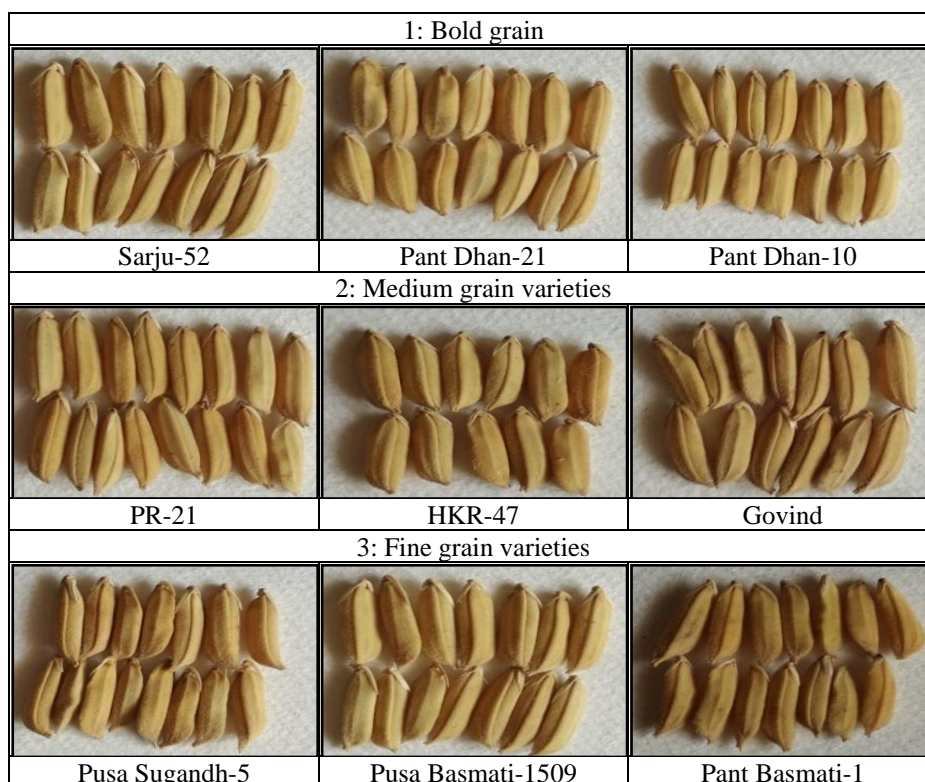 1: Bold grain
Sarju-52
Pant Dhan-21
Pant Dhan-10
2: Medium grain varieties
PR-21
HKR-47
Govind
3: Fine grain varieties
Pusa Sugandh-5
Pusa Basmati-1509
Pant Basmati-1